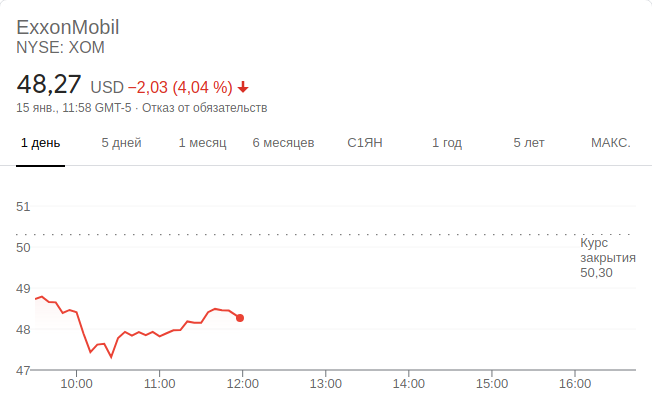 ExxonMobil
NYSE: XOM
48,27 USD −2,03 (4,04 %)
15 янв., 11:58 GMT-5 · Отказ от обязательств
1 день 5 дней 1 месяц 6 месяцев С1ЯН 1 год 5 лет МАКС.
51
50
49
48
47
Курс
закрытия
50,30
10:00 11:00 12:00 13:00 14:00 15:00 16:00